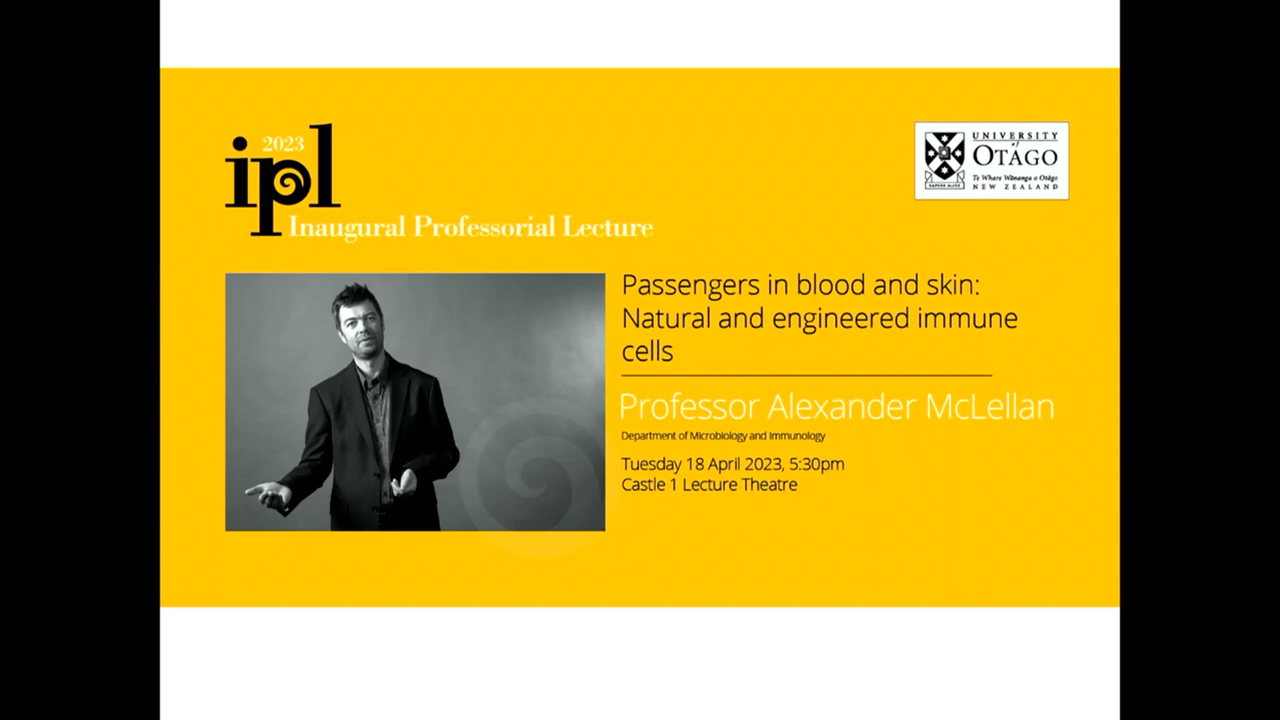 2023
ipl
Inaugural Professorial Lecture
UNIVERSITY
of
OTAGO
Te Whare Wānanga o Otāgo
NEW ZEALAND
SAPERE AUDE
Passengers in blood and skin:
Natural and engineered immune
cells
Professor Alexander McLellan
Department of Microbiology and Immunology
Tuesday 18 April 2023, 5:30pm
Castle 1 Lecture Theatre